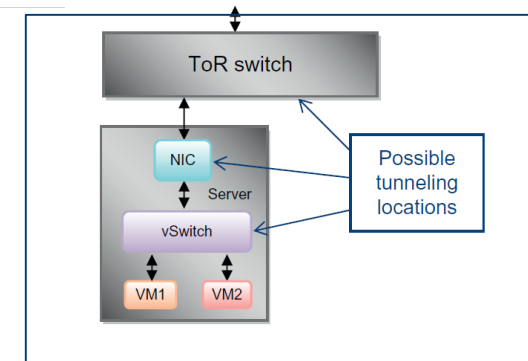 ToR switch
NIC
Server
vSwitch
VM1
VM2
Possible
tunneling
locations